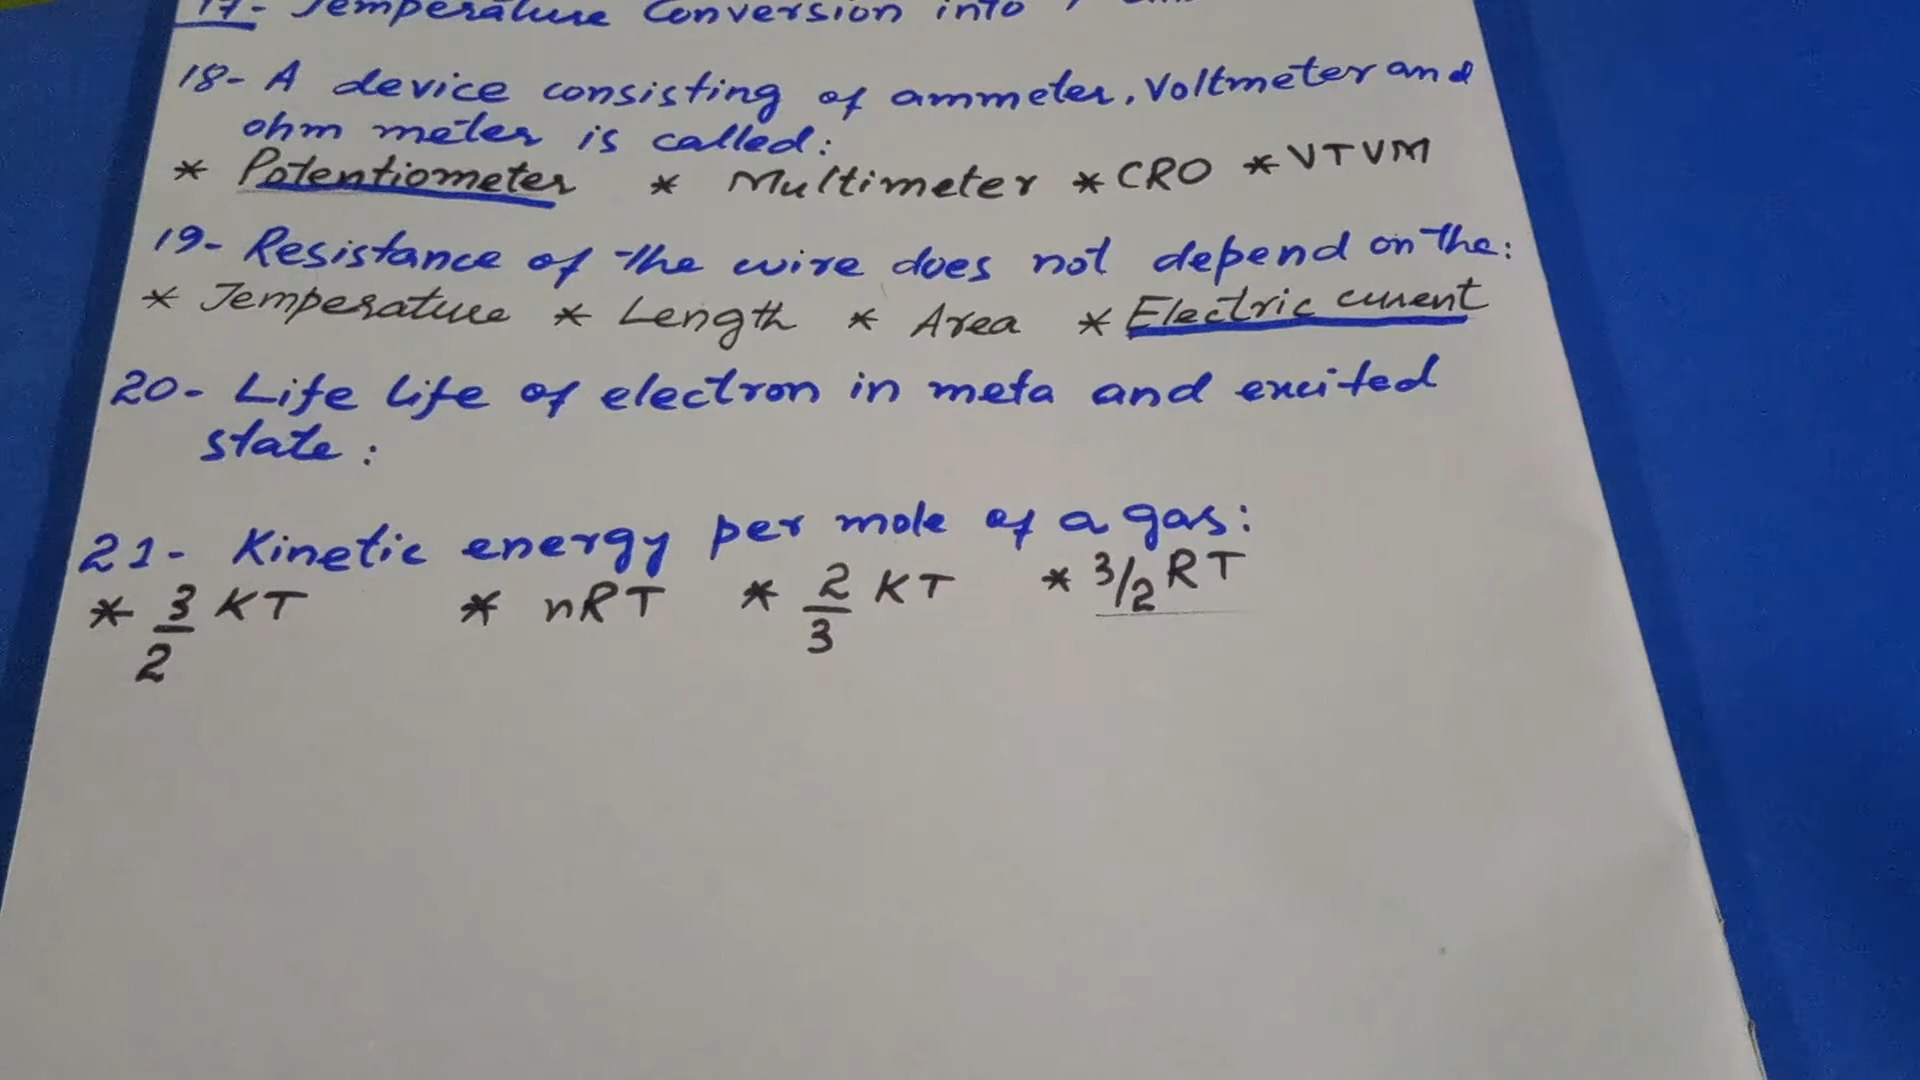 17- Temperature Conversion into
18- A device consisting of ammeter, Voltmeter and
ohm meter is called:
* Potentiometer * Multimeter * CRO * VTVM
19- Resistance of the wire does not depend on the:
* Temperature * Length * Area * Electric current
20- Life life of electron in meta and excited
state:
21- Kinetic energy per mole of a gas:
* 3/2 KT * nRT * 2/3 KT * 3/2 RT